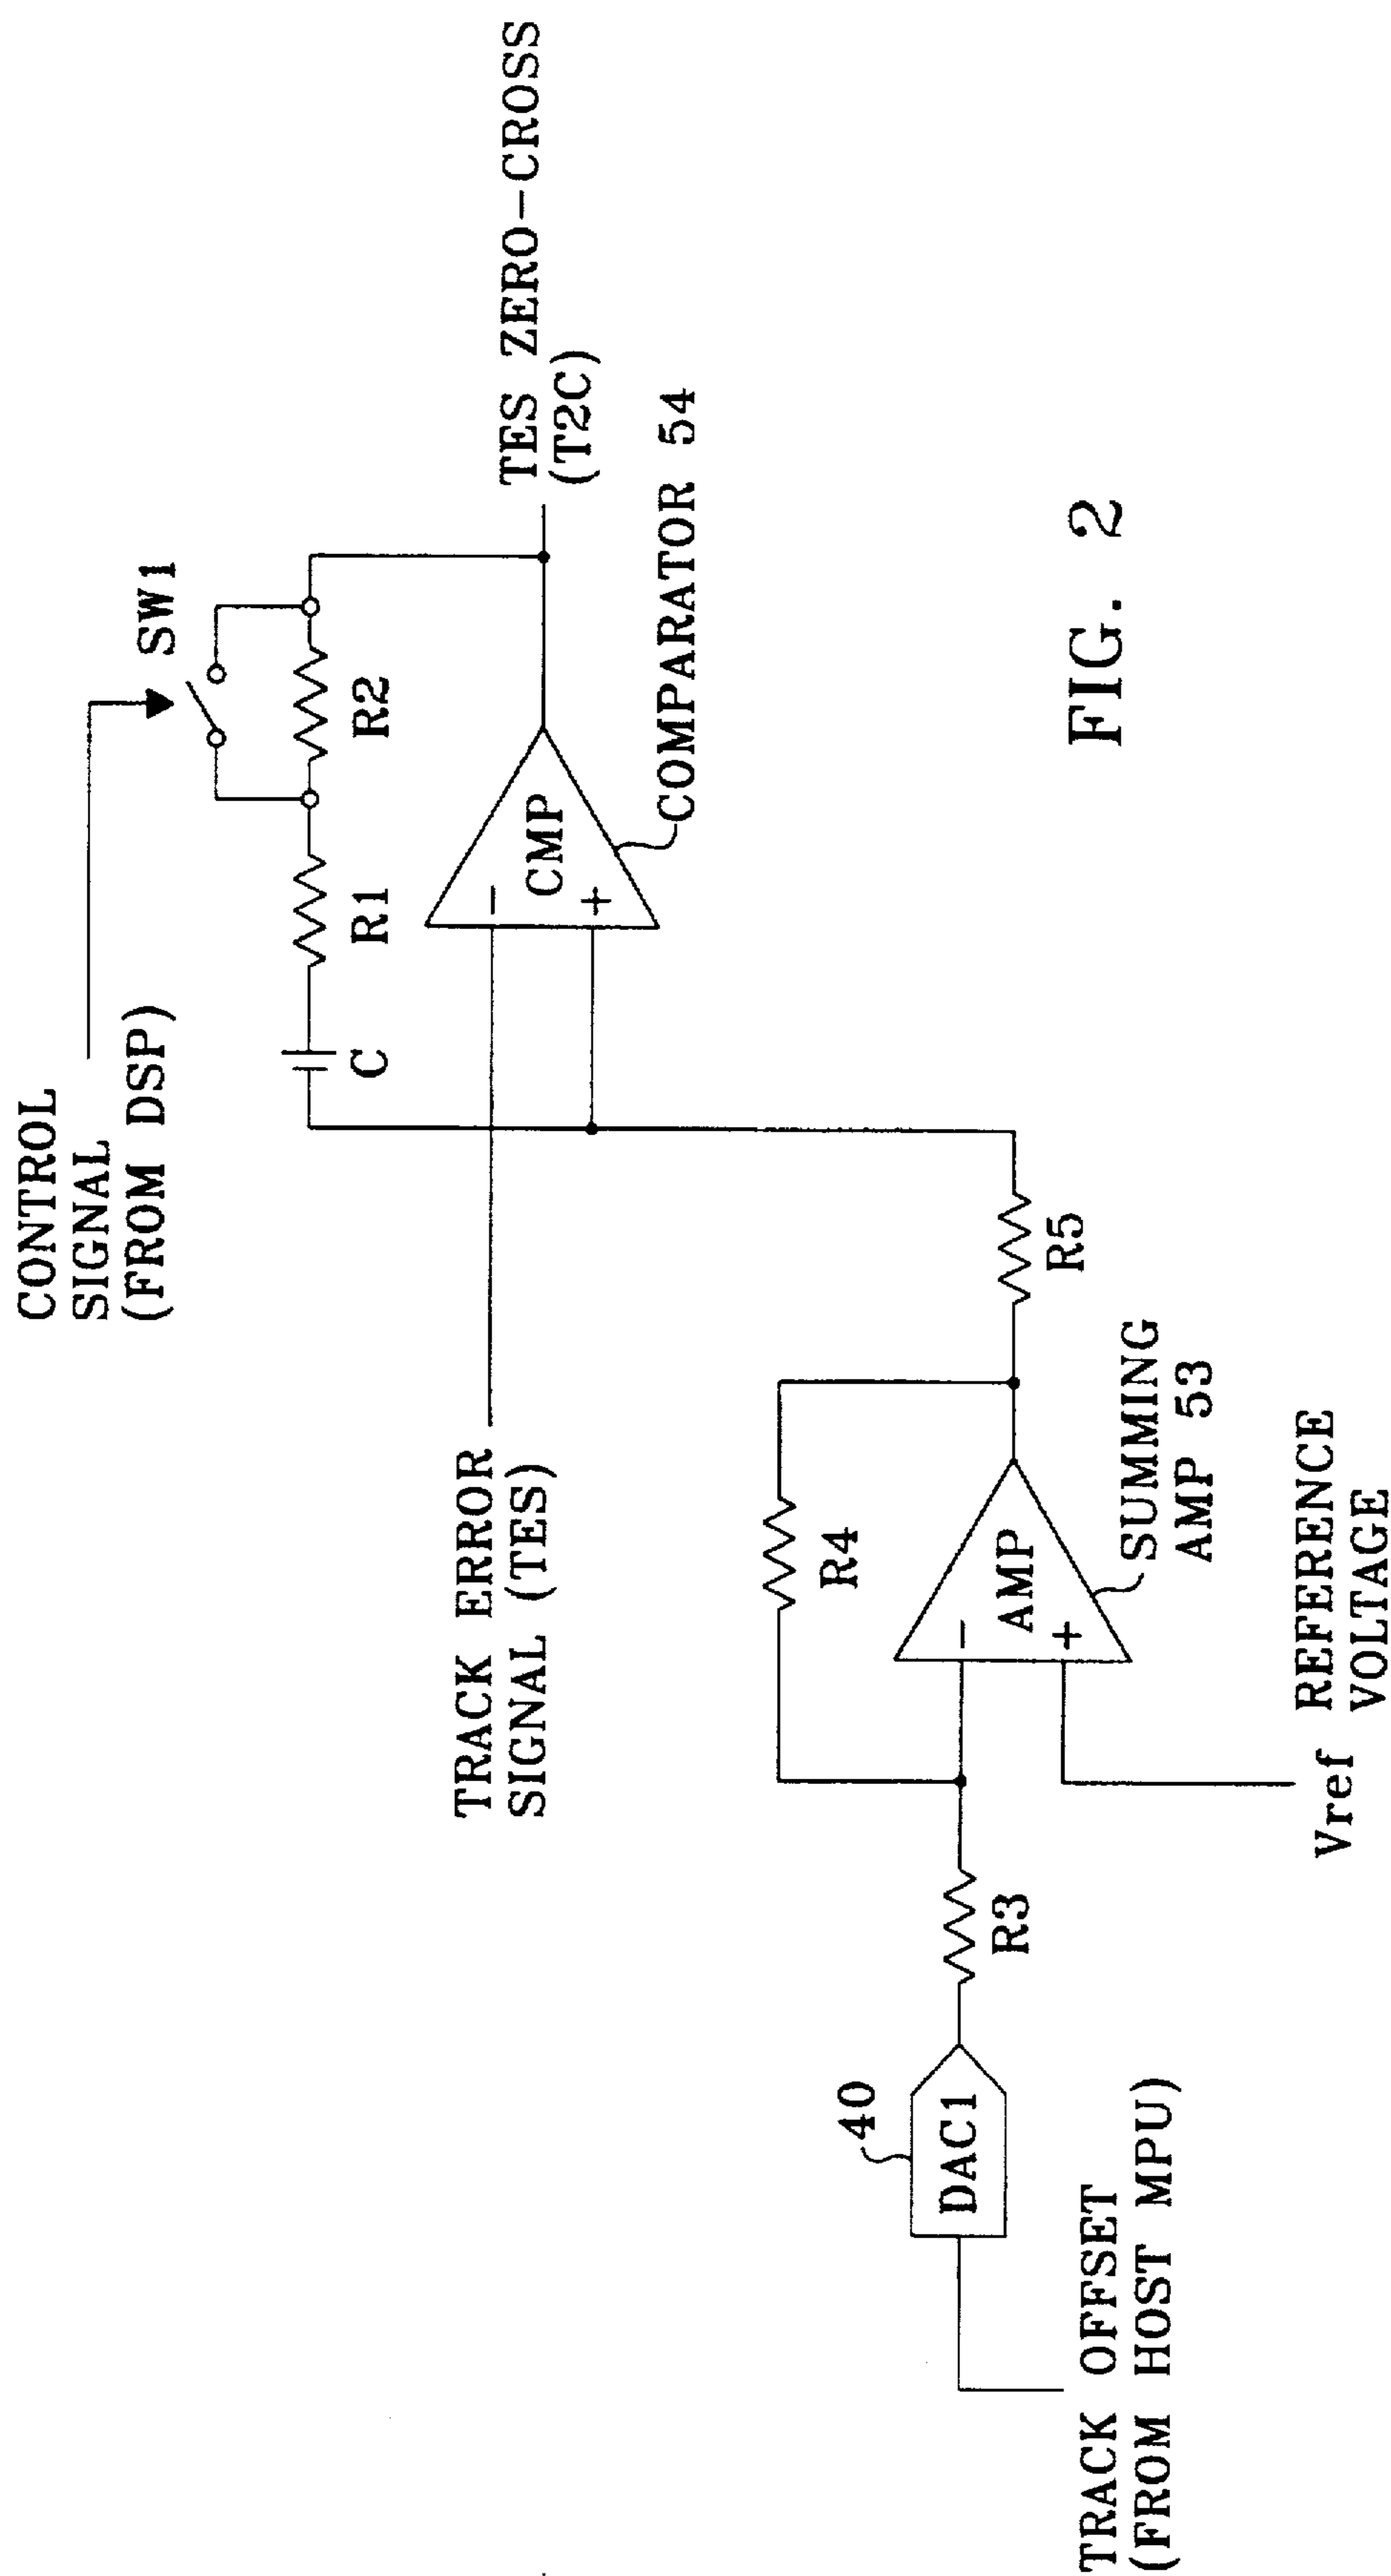 CONTROL
SIGNAL
(FROM DSP)
SW1
C
R1
R2
TRACK ERROR
SIGNAL (TES)
-
+
CMP
TES ZERO-CROSS
(T2C)
COMPARATOR 54
R4
R5
40
DAC1
R3
-
+
AMP
SUMMING
AMP 53
TRACK OFFSET
(FROM HOST MPU)
Vref
REFERENCE
VOLTAGE
FIG. 2